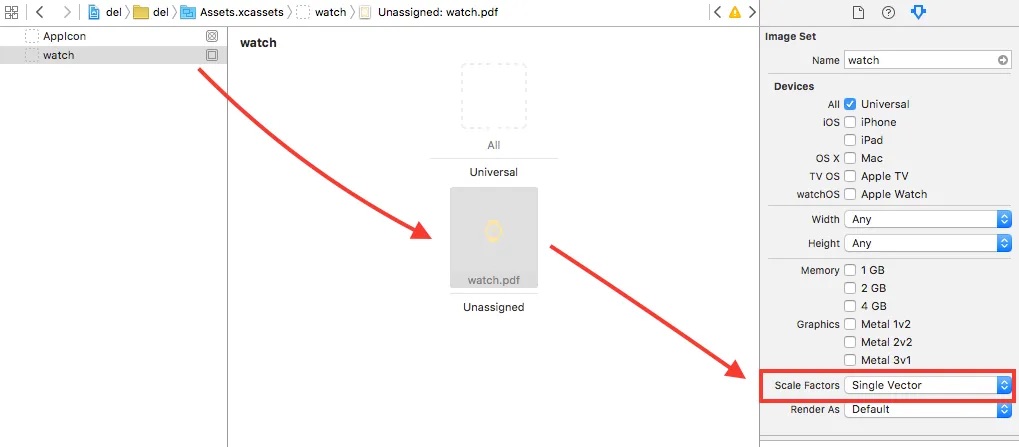 del
del
Assets.xcassets
watch
Unassigned: watch.pdf
AppIcon
watch
watch
All
Universal
watch.pdf
Unassigned
Image Set
Name watch
Devices
All Universal
iOS iPhone
iPad
OS X Mac
TV OS Apple TV
watchOS Apple Watch
Width Any
Height Any
Memory 1 GB
2 GB
4 GB
Graphics Metal 1v2
Metal 2v2
Metal 3v1
Scale Factors Single Vector
Render As Default